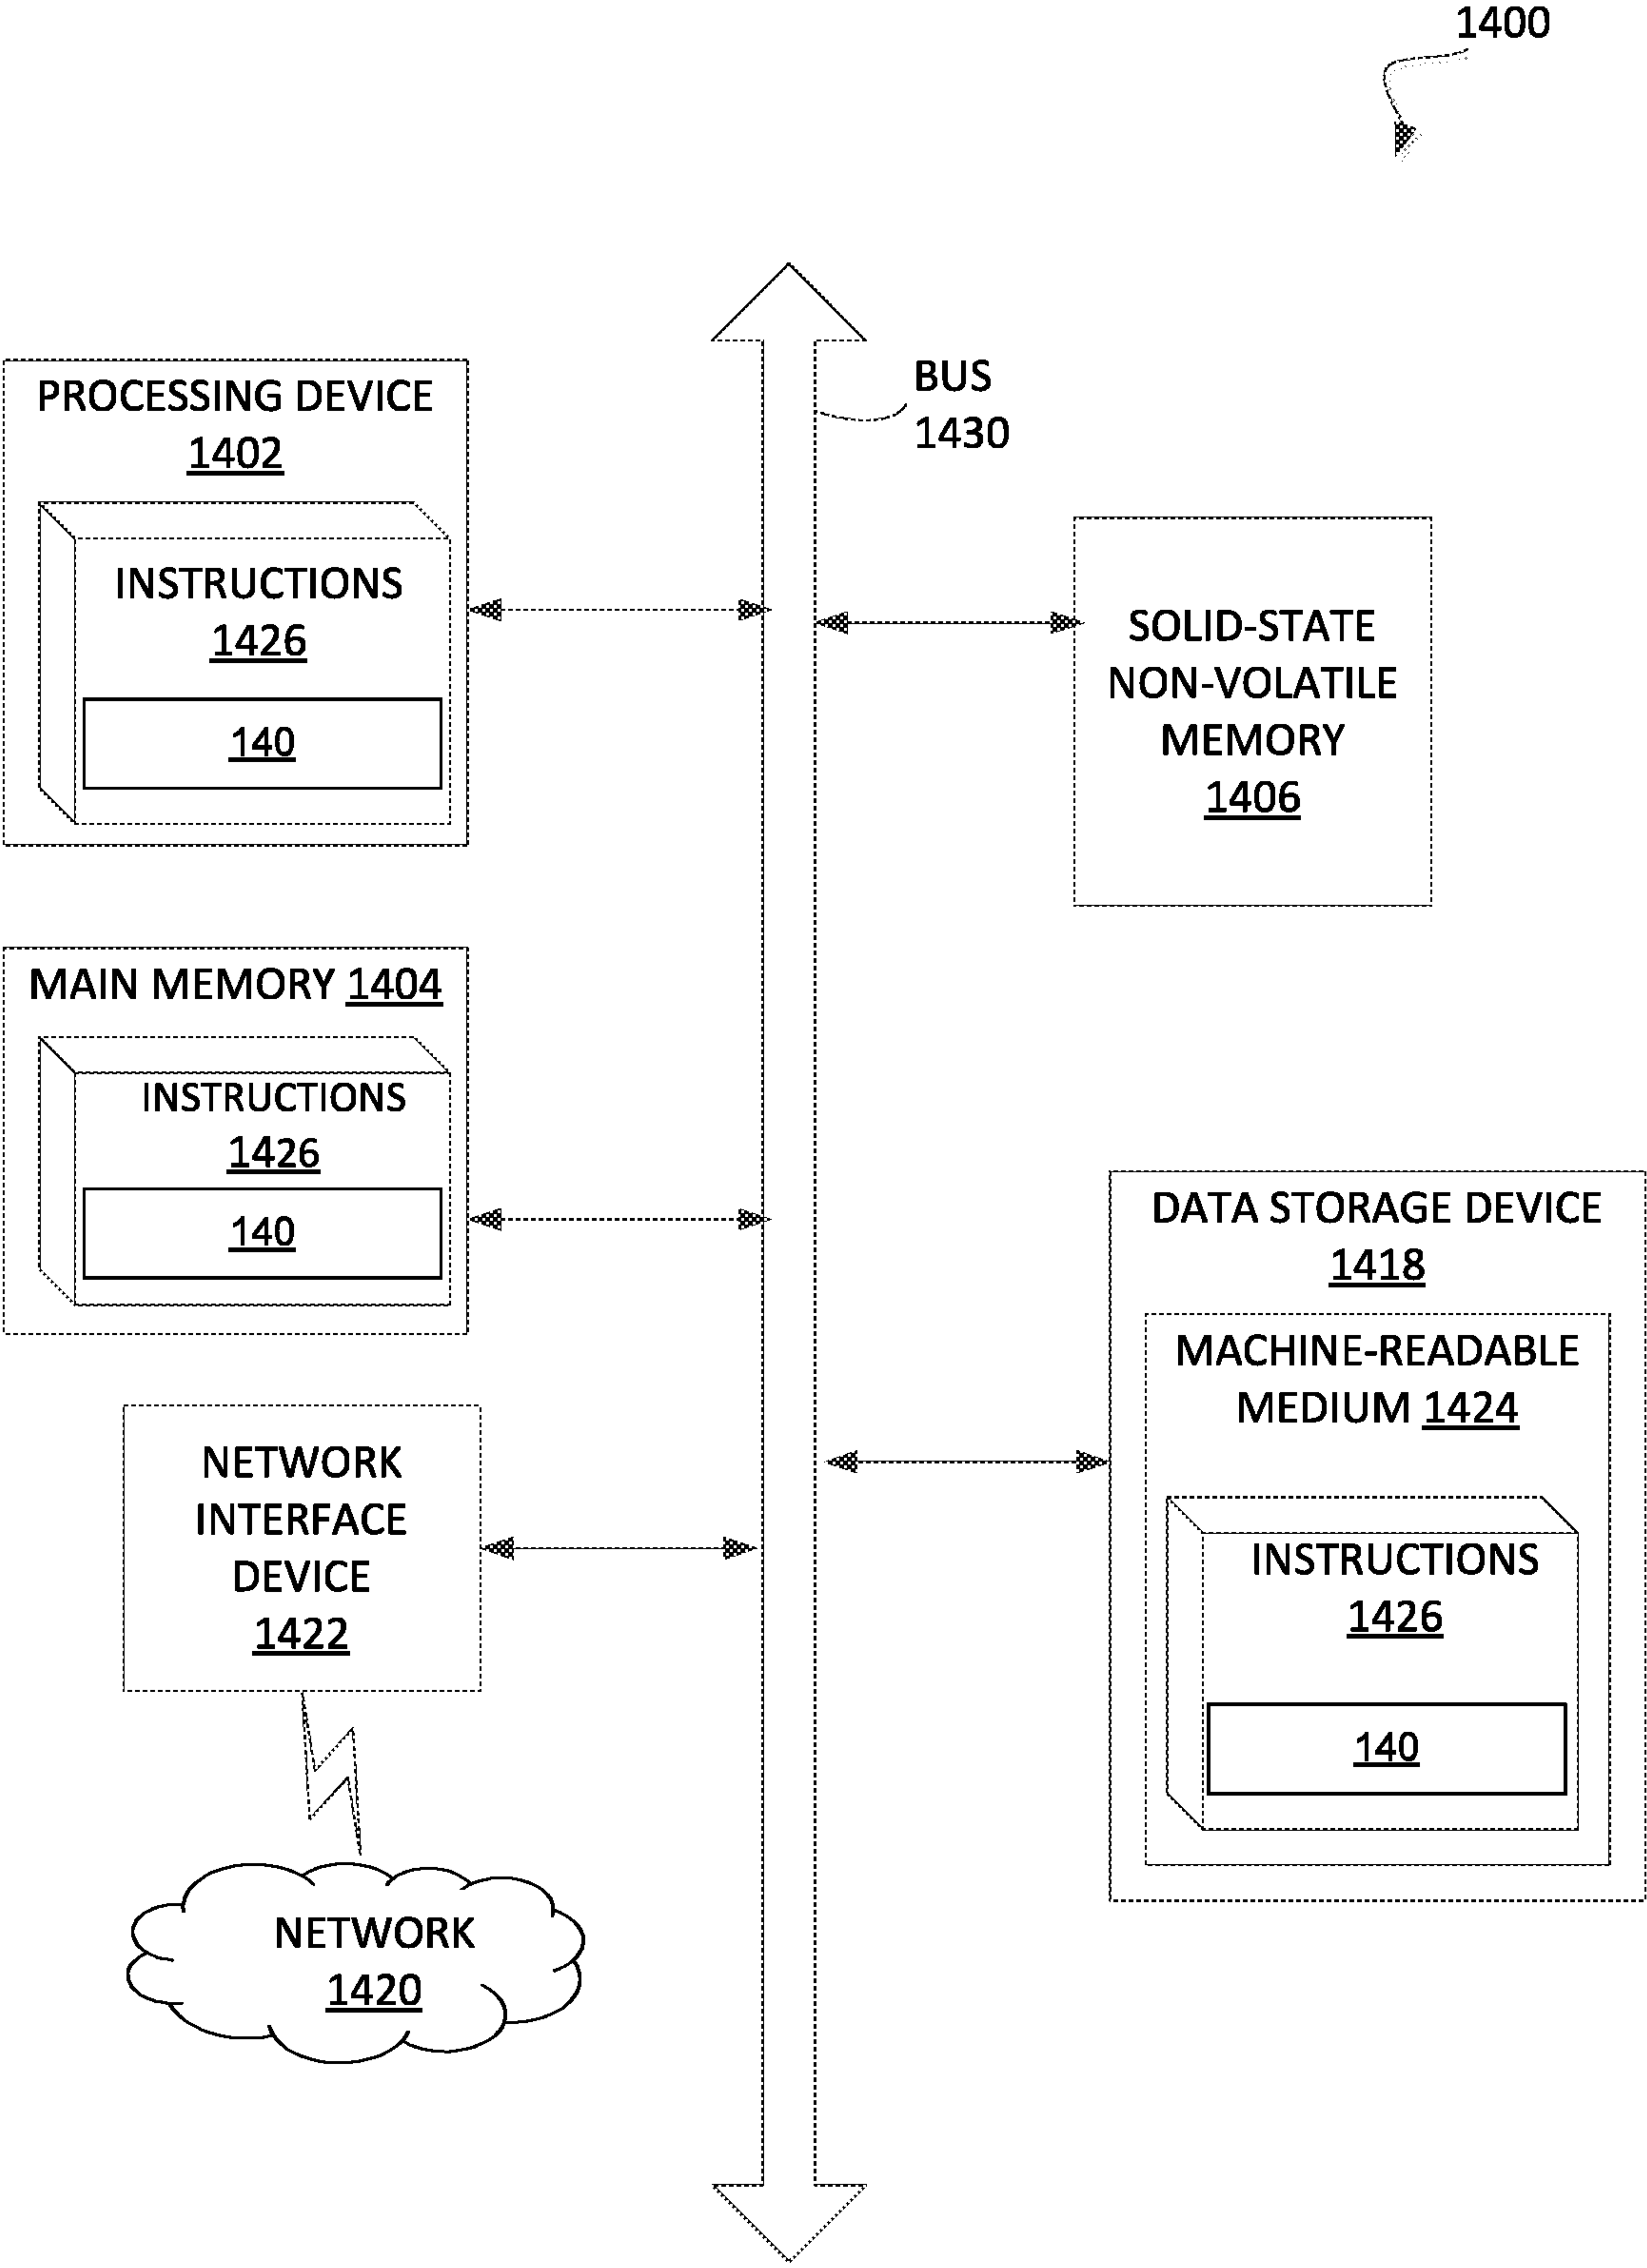 1400
PROCESSING DEVICE
1402
INSTRUCTIONS
1426
140
BUS
1430
SOLID-STATE
NON-VOLATILE
MEMORY
1406
MAIN MEMORY 1404
INSTRUCTIONS
1426
140
DATA STORAGE DEVICE
1418
MACHINE-READABLE
MEDIUM 1424
INSTRUCTIONS
1426
140
NETWORK
INTERFACE
DEVICE
1422
NETWORK
1420